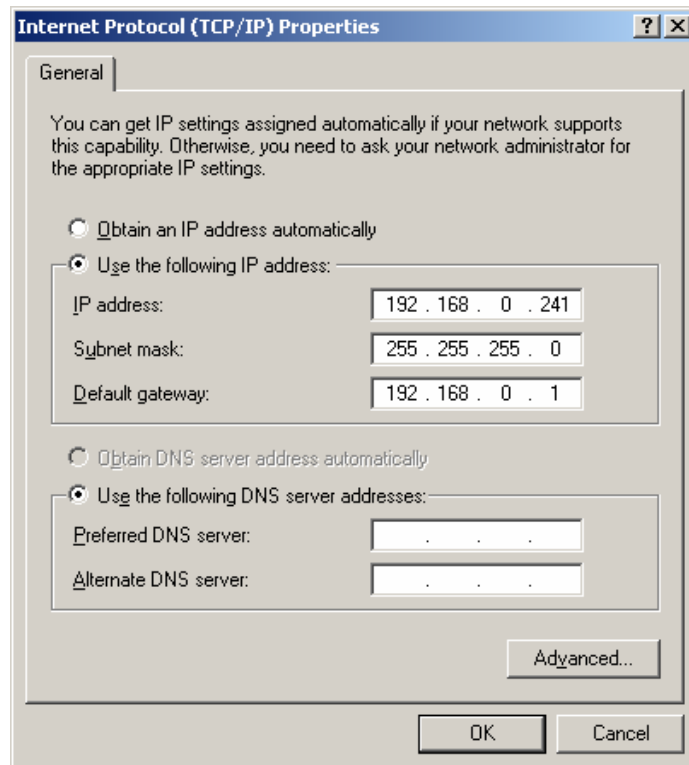 Internet Protocol (TCP/IP) Properties
General
You can get IP settings assigned automatically if your network supports
this capability. Otherwise, you need to ask your network administrator for
the appropriate IP settings.
Obtain an IP address automatically
Use the following IP address:
IP address: 192 . 168 . 0 . 241
Subnet mask: 255 . 255 . 255 . 0
Default gateway: 192 . 168 . 0 . 1
Obtain DNS server address automatically
Use the following DNS server addresses:
Preferred DNS server: . . .
Alternate DNS server: . . .
Advanced...
OK Cancel